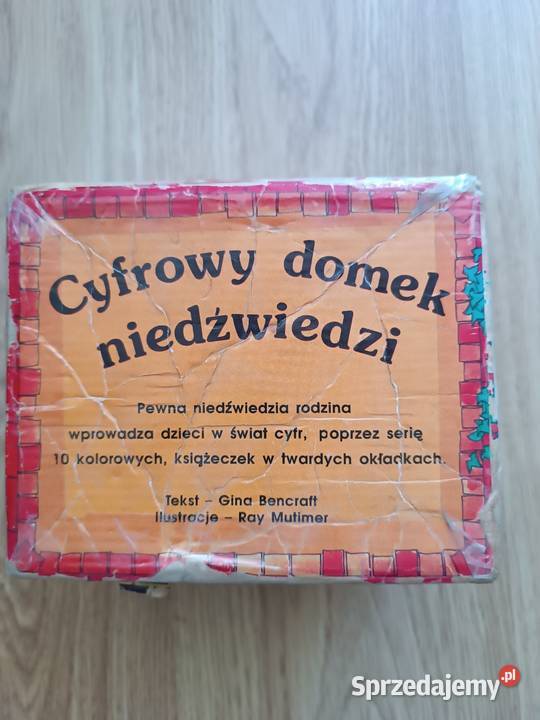 Cyfrowy domek
niedźwiedzi
Pewna niedźwiedzia rodzina
wprowadza dzieci w świat cyfr, poprzez serię
10 kolorowych, książeczek w twardych okładkach.
Tekst – Gina Bencraft
Ilustracje – Ray Mutimer
Sprzedajemy.pl